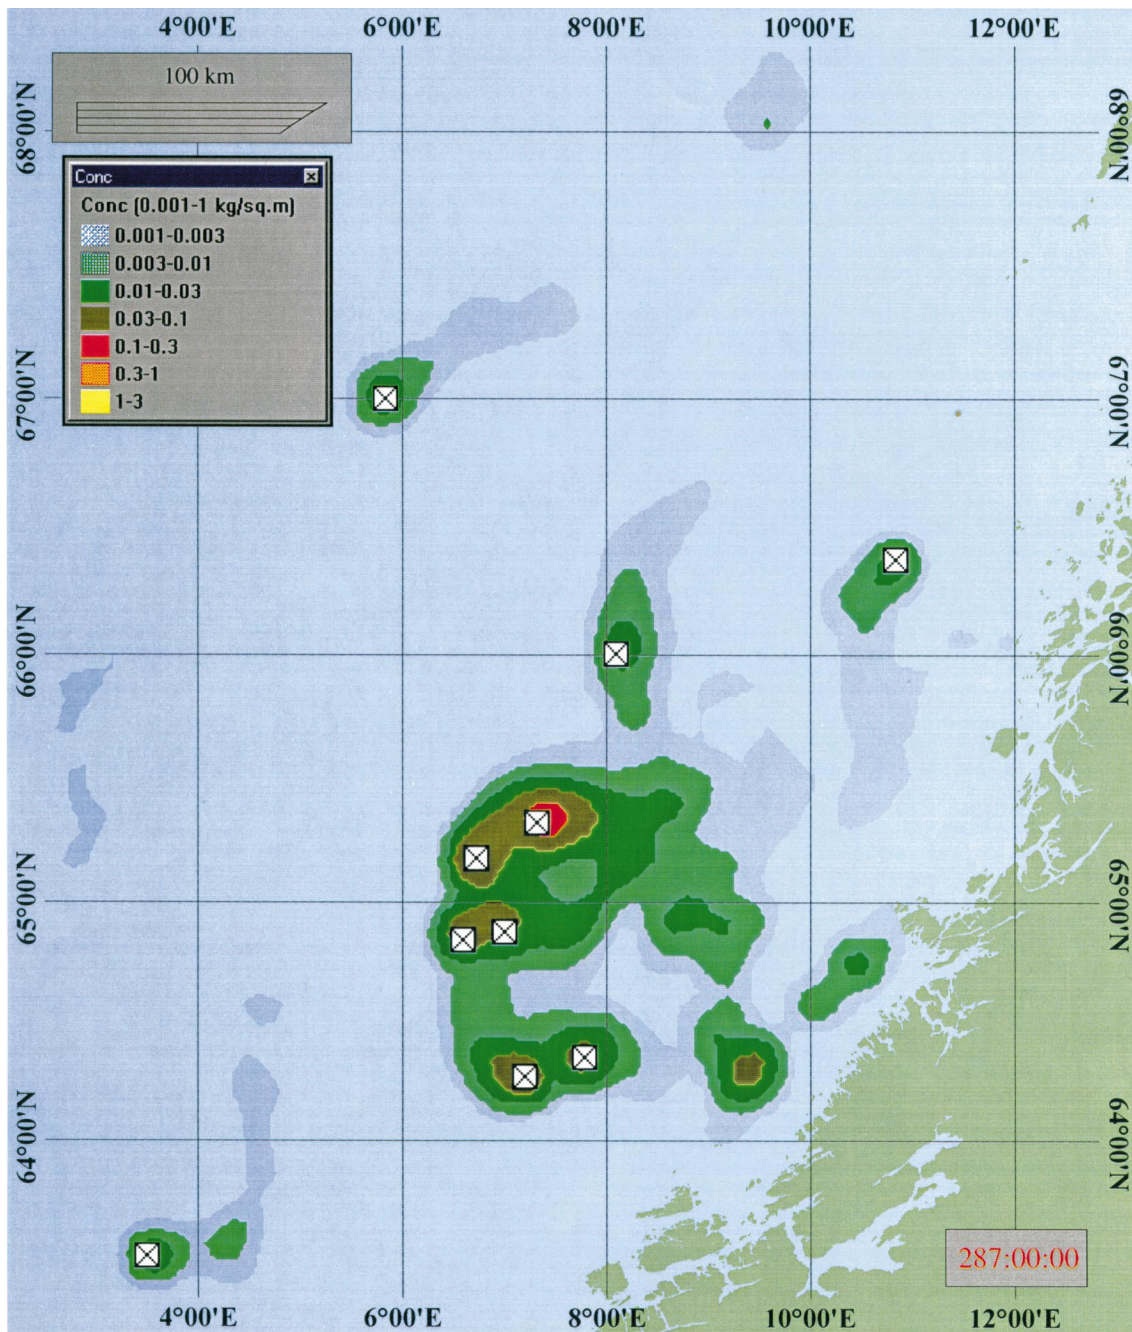 4°00'E 6°00'E 8°00'E 10°00'E 12°00'E
100 km
68°00'N 68°00'N
Conc
Conc (0.001-1 kg/sq.m)
0.001-0.003
0.003-0.01
0.01-0.03
0.03-0.1
0.1-0.3
0.3-1
1-3
67°00'N 67°00'N
66°00'N 66°00'N
65°00'N 65°00'N
64°00'N 64°00'N
287:00:00
4°00'E 6°00'E 8°00'E 10°00'E 12°00'E